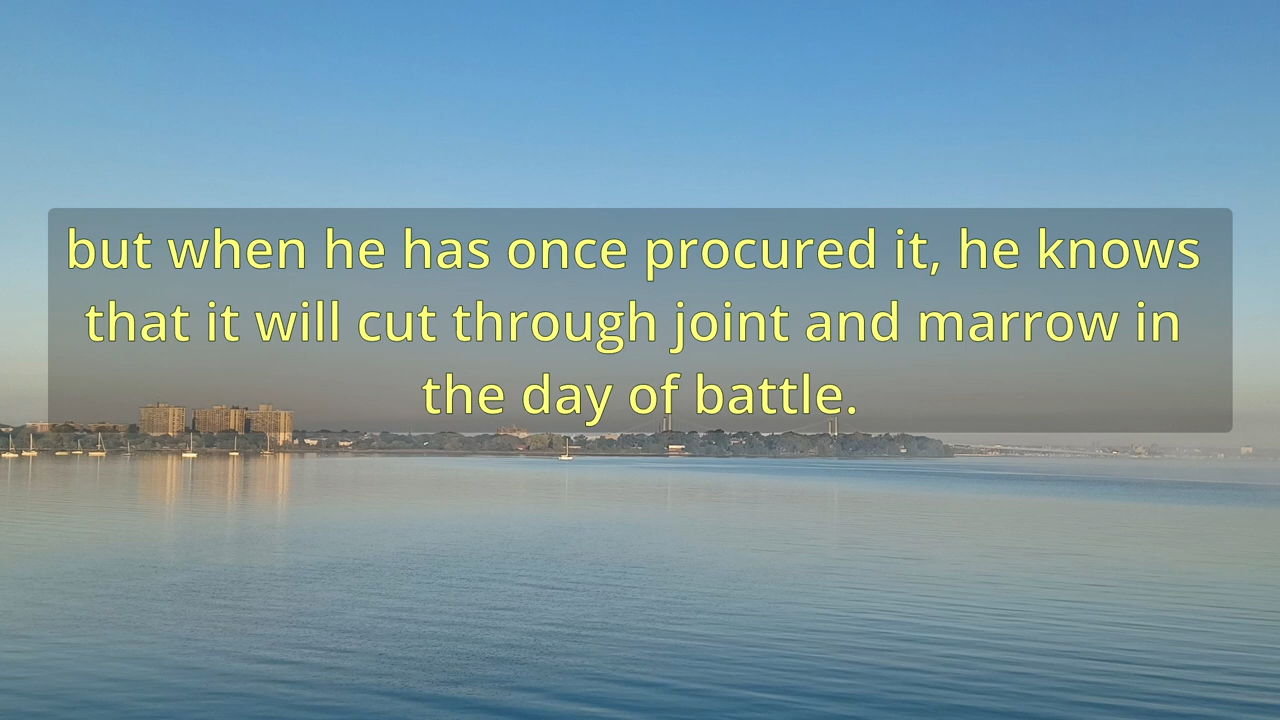 but when he has once procured it, he knows
that it will cut through joint and marrow in
the day of battle.